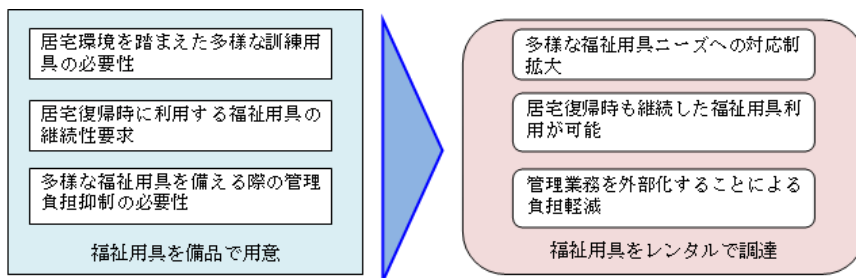 居宅環境を踏まえた多様な訓練用
具の必要性
居宅復帰時に利用する福祉用具の
継続性要求
多様な福祉用具を備える際の管理
負担抑制の必要性
福祉用具を備品で用意
多様な福祉用具ニーズへの対応制
拡大
居宅復帰時も継続した福祉用具利
用が可能
管理業務を外部化することによる
負担軽減
福祉用具をレンタルで調達